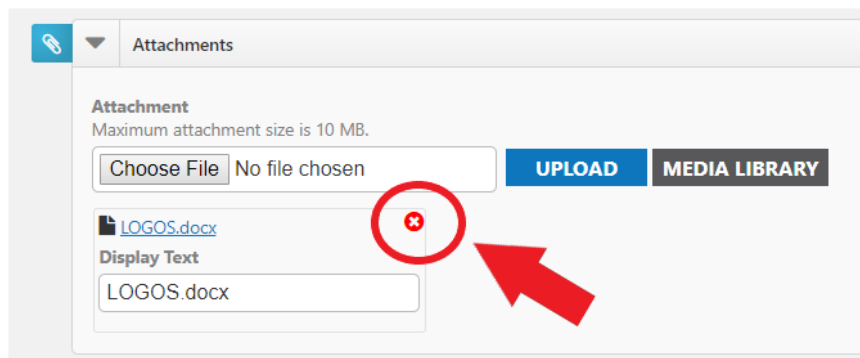 Attachments
Attachment
Maximum attachment size is 10 MB.
Choose File No file chosen UPLOAD MEDIA LIBRARY
LOGOS.docx
Display Text
LOGOS.docx